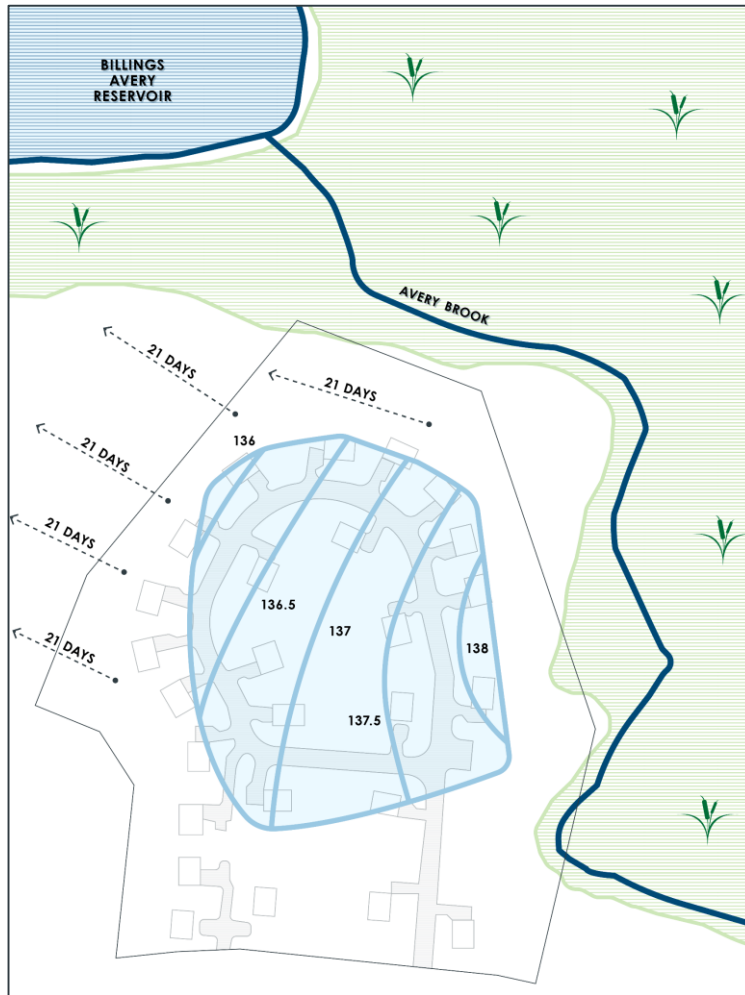 BILLINGS
AVERY
RESERVOIR
AVERY BROOK
21 DAYS
21 DAYS
21 DAYS
21 DAYS
21 DAYS
136
136.5
137
138
137.5